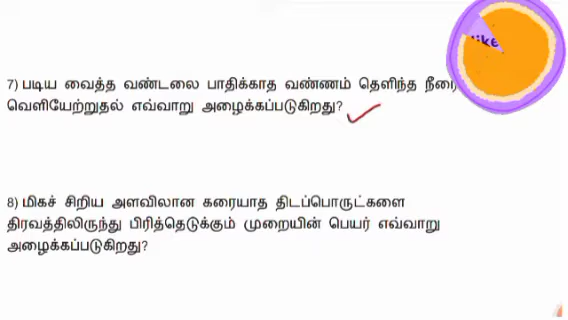 7) படிய வைத்த வண்டலை பாதிக்காத வண்ணம் தெளிந்த நீரை
வெளியேற்றுதல் எவ்வாறு அழைக்கப்படுகிறது?
like
8) மிகச் சிறிய அளவிலான கரையாத திடப்பொருட்களை
திரவத்திலிருந்து பிரித்தெடுக்கும் முறையின் பெயர் எவ்வாறு
அழைக்கப்படுகிறது?